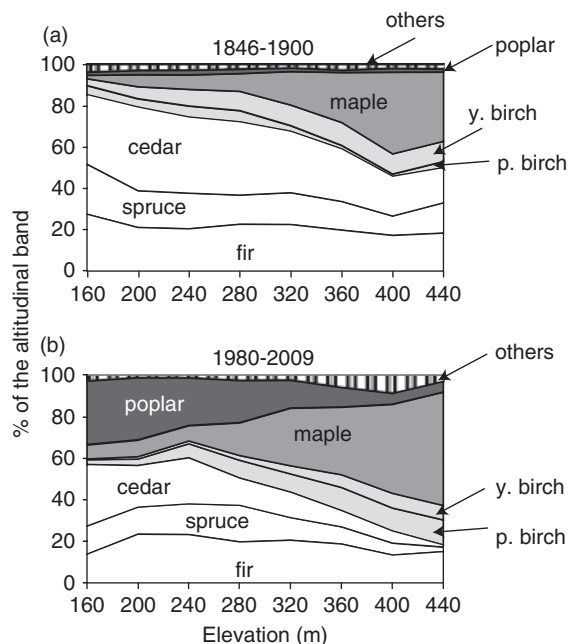 (a)
1846-1900
others
poplar
maple
y. birch
p. birch
cedar
spruce
fir
100
80
60
40
20
0
160 200 240 280 320 360 400 440
% of the altitudinal band
(b)
1980-2009
others
poplar
maple
cedar
y. birch
spruce
p. birch
fir
100
80
60
40
20
0
160 200 240 280 320 360 400 440
Elevation (m)